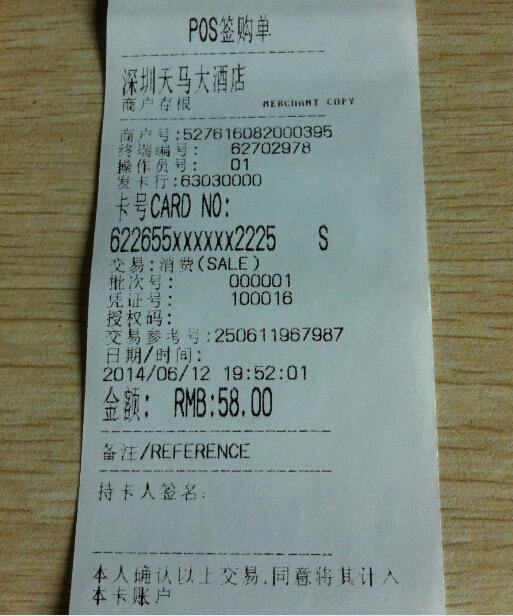 POS签购单
深圳天马大酒店
商户存根 MERCHANT COPY
商户号:527616082000395
终端编号: 62702978
操作员号: 01
发卡行:63030000
卡号CARD NO:
622655xxxxxx2225 S
交易:消费(SALE)
批次号: 000001
凭证号: 100016
授权码:
交易参考号:250611967987
日期/时间:
2014/06/12 19:52:01
金额: RMB:58.00
备注/REFERENCE
持卡人签名:
本人确认以上交易,同意将其计入
本卡账户